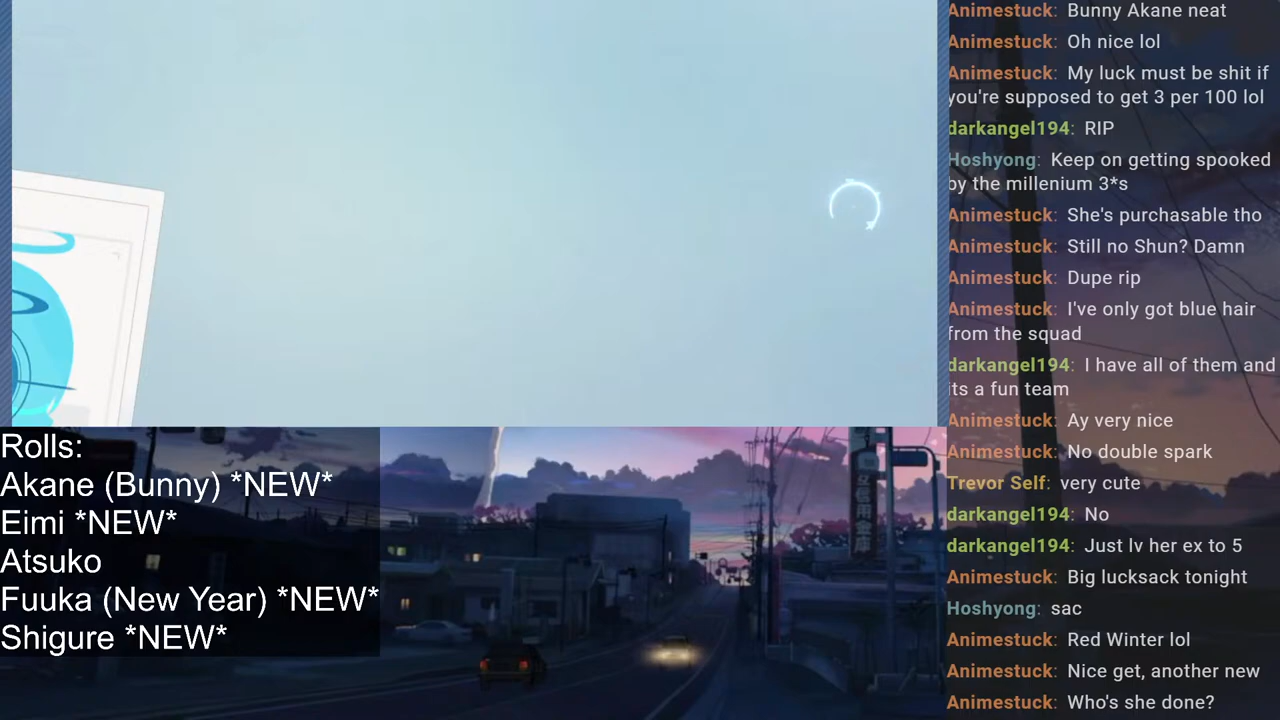 Animestuck: Bunny Akane neat
Animestuck: Oh nice lol
Animestuck: My luck must be shit if
you're supposed to get 3 per 100 lol
darkangel194: RIP
Hoshyong: Keep on getting spooked
by the millenium 3*s
Animestuck: She's purchasable tho
Animestuck: Still no Shun? Damn
Animestuck: Dupe rip
Animestuck: I've only got blue hair
from the squad
darkangel194: I have all of them and
its a fun team
Animestuck: Ay very nice
Animestuck: No double spark
Trevor Self: very cute
darkangel194: No
darkangel194: Just lv her ex to 5
Animestuck: Big lucksack tonight
Hoshyong: sac
Animestuck: Red Winter lol
Animestuck: Nice get, another new
Animestuck: Who's she done?
Rolls:
Akane (Bunny) *NEW*
Eimi *NEW*
Atsuko
Fuuka (New Year) *NEW*
Shigure *NEW*